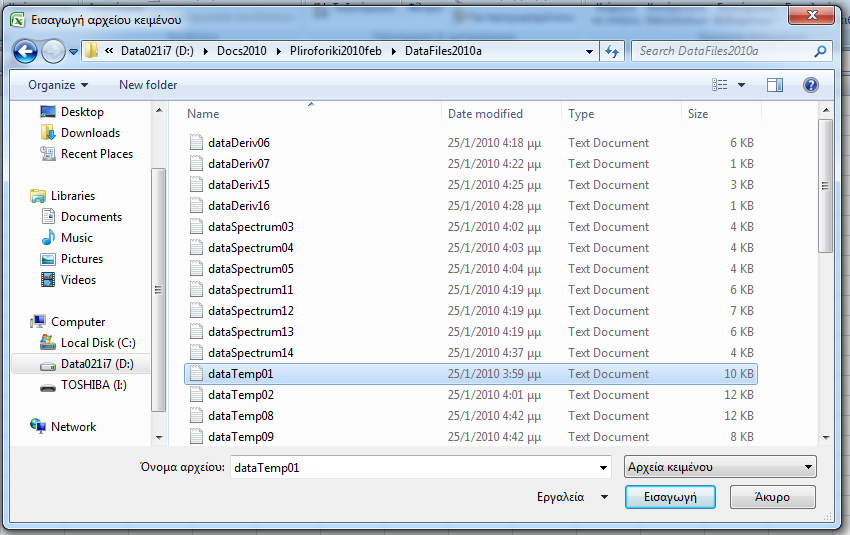 Εισαγωγή αρχείου κειμένου
« Data021i7 (D:) Docs2010 Pliroforiki2010feb DataFiles2010a Search DataFiles2010a
Organize New folder
Name Date modified Type Size
Desktop
Downloads
Recent Places
Libraries
Documents
Music
Pictures
Videos
Computer
Local Disk (C:)
Data021i7 (D:)
TOSHIBA (I:)
Network
dataDeriv06 25/1/2010 4:18 μμ Text Document 6 KB
dataDeriv07 25/1/2010 4:22 μμ Text Document 1 KB
dataDeriv15 25/1/2010 4:25 μμ Text Document 3 KB
dataDeriv16 25/1/2010 4:28 μμ Text Document 1 KB
dataSpectrum03 25/1/2010 4:02 μμ Text Document 4 KB
dataSpectrum04 25/1/2010 4:03 μμ Text Document 4 KB
dataSpectrum05 25/1/2010 4:04 μμ Text Document 4 KB
dataSpectrum11 25/1/2010 4:19 μμ Text Document 6 KB
dataSpectrum12 25/1/2010 4:19 μμ Text Document 7 KB
dataSpectrum13 25/1/2010 4:19 μμ Text Document 6 KB
dataSpectrum14 25/1/2010 4:37 μμ Text Document 4 KB
dataTemp01 25/1/2010 3:59 μμ Text Document 10 KB
dataTemp02 25/1/2010 4:01 μμ Text Document 12 KB
dataTemp08 25/1/2010 4:42 μμ Text Document 12 KB
dataTemp09 25/1/2010 4:42 μμ Text Document 8 KB
Όνομα αρχείου: dataTemp01 Αρχεία κειμένου
Εργαλεία Εισαγωγή Άκυρο